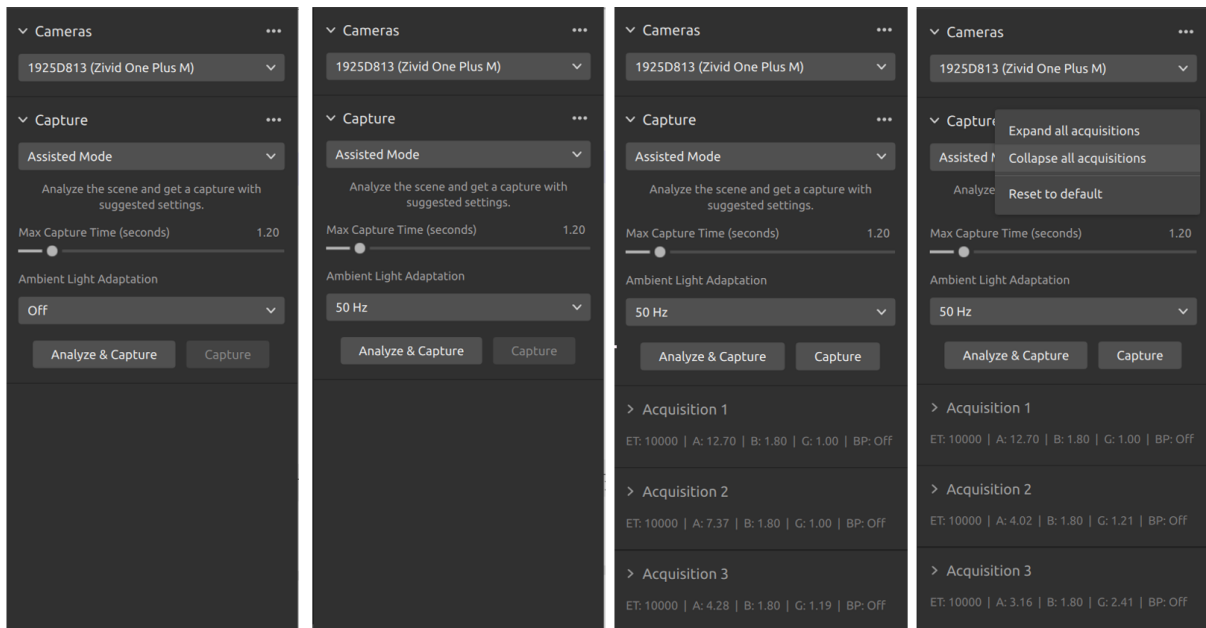 Cameras
1925D813 (Zivid One Plus M)
Capture
Assisted Mode
Analyze the scene and get a capture with
suggested settings.
Max Capture Time (seconds) 1.20
Ambient Light Adaptation
Off
Analyze & Capture Capture
Cameras
1925D813 (Zivid One Plus M)
Capture
Assisted Mode
Analyze the scene and get a capture with
suggested settings.
Max Capture Time (seconds) 1.20
Ambient Light Adaptation
50 Hz
Analyze & Capture Capture
Cameras
1925D813 (Zivid One Plus M)
Capture
Assisted Mode
Analyze the scene and get a capture with
suggested settings.
Max Capture Time (seconds) 1.20
Ambient Light Adaptation
50 Hz
Analyze & Capture Capture
Acquisition 1
ET: 10000 | A: 12.70 | B: 1.80 | G: 1.00 | BP: Off
Acquisition 2
ET: 10000 | A: 7.37 | B: 1.80 | G: 1.00 | BP: Off
Acquisition 3
ET: 10000 | A: 4.28 | B: 1.80 | G: 1.19 | BP: Off
Cameras
1925D813 (Zivid One Plus M)
Capture
Expand all acquisitions
Assisted M
Collapse all acquisitions
Analyze
Reset to default
Max Capture Time (seconds) 1.20
Ambient Light Adaptation
50 Hz
Analyze & Capture Capture
Acquisition 1
ET: 10000 | A: 12.70 | B: 1.80 | G: 1.00 | BP: Off
Acquisition 2
ET: 10000 | A: 4.02 | B: 1.80 | G: 1.21 | BP: Off
Acquisition 3
ET: 10000 | A: 3.16 | B: 1.80 | G: 2.41 | BP: Off